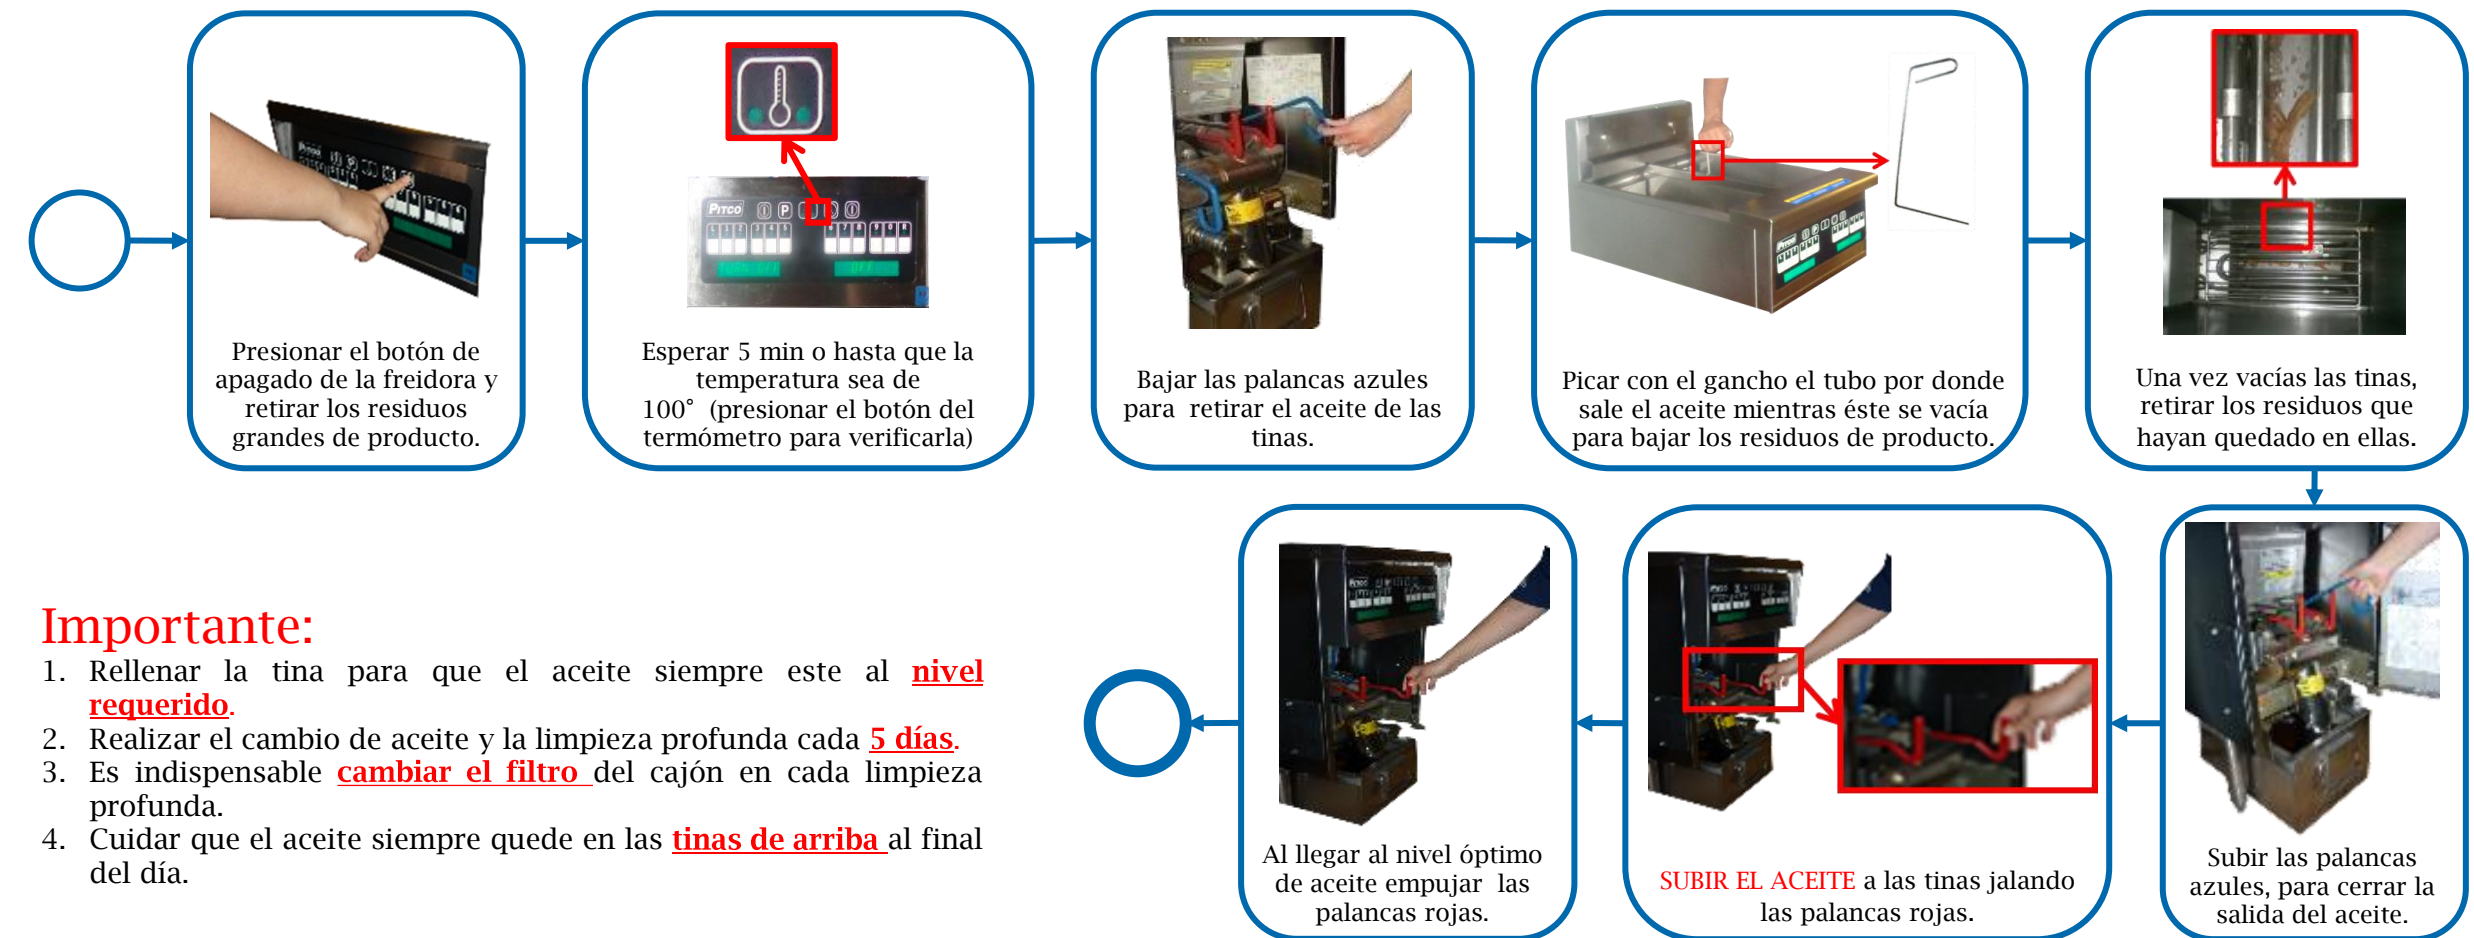 Presionar el botón de
apagado de la freidora y
retirar los residuos
grandes de producto.
PITCO
P
TURN OFF
OFF
Esperar 5 min o hasta que la
temperatura sea de
100° (presionar el botón del
termómetro para verificarla)
Bajar las palancas azules
para retirar el aceite de las
tinas.
PITCO
Picar con el gancho el tubo por donde
sale el aceite mientras éste se vacía
para bajar los residuos de producto.
Una vez vacías las tinas,
retirar los residuos que
hayan quedado en ellas.
Subir las palancas
azules, para cerrar la
salida del aceite.
SUBIR EL ACEITE a las tinas jalando
las palancas rojas.
Al llegar al nivel óptimo
de aceite empujar las
palancas rojas.
Importante:
1. Rellenar la tina para que el aceite siempre este al nivel
requerido.
2. Realizar el cambio de aceite y la limpieza profunda cada 5 días.
3. Es indispensable cambiar el filtro del cajón en cada limpieza
profunda.
4. Cuidar que el aceite siempre quede en las tinas de arriba al final
del día.